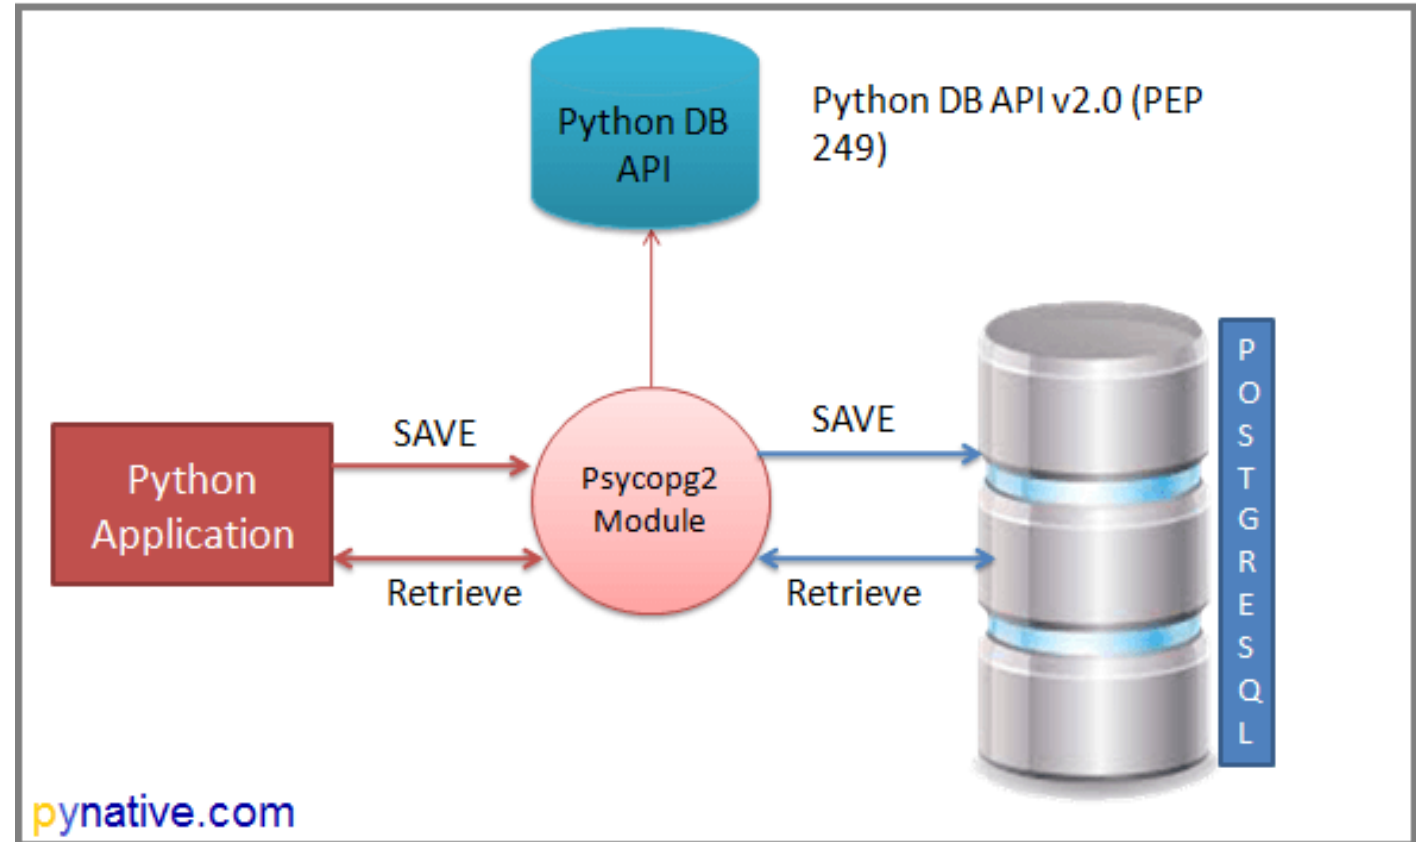 Python DB
API
Python DB API v2.0 (PEP
249)
SAVE
SAVE
Python
Application
Psycopg2
Module
Retrieve
Retrieve
POSTGRESQL
pynative.com